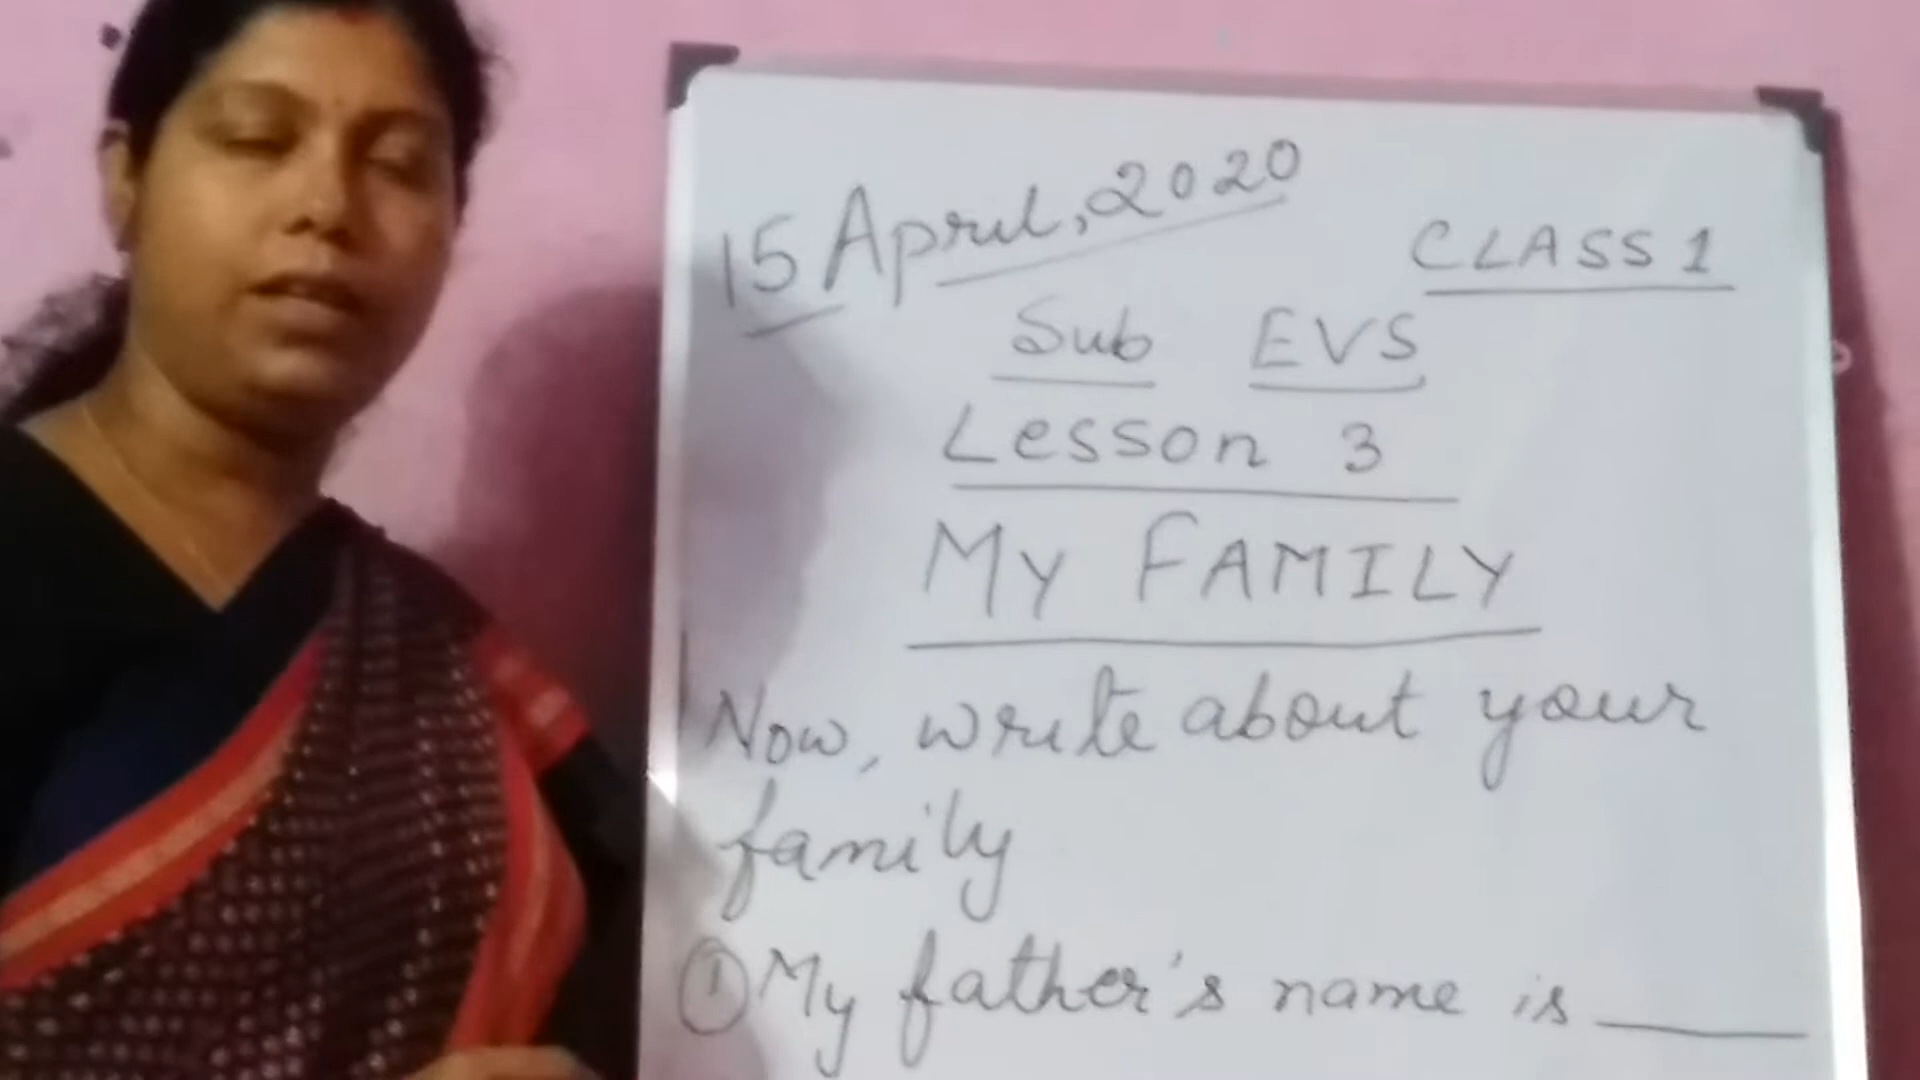 15 April, 2020
CLASS 1
Sub EVS
Lesson 3
MY FAMILY
Now, write about your
family
① My father's name is ____